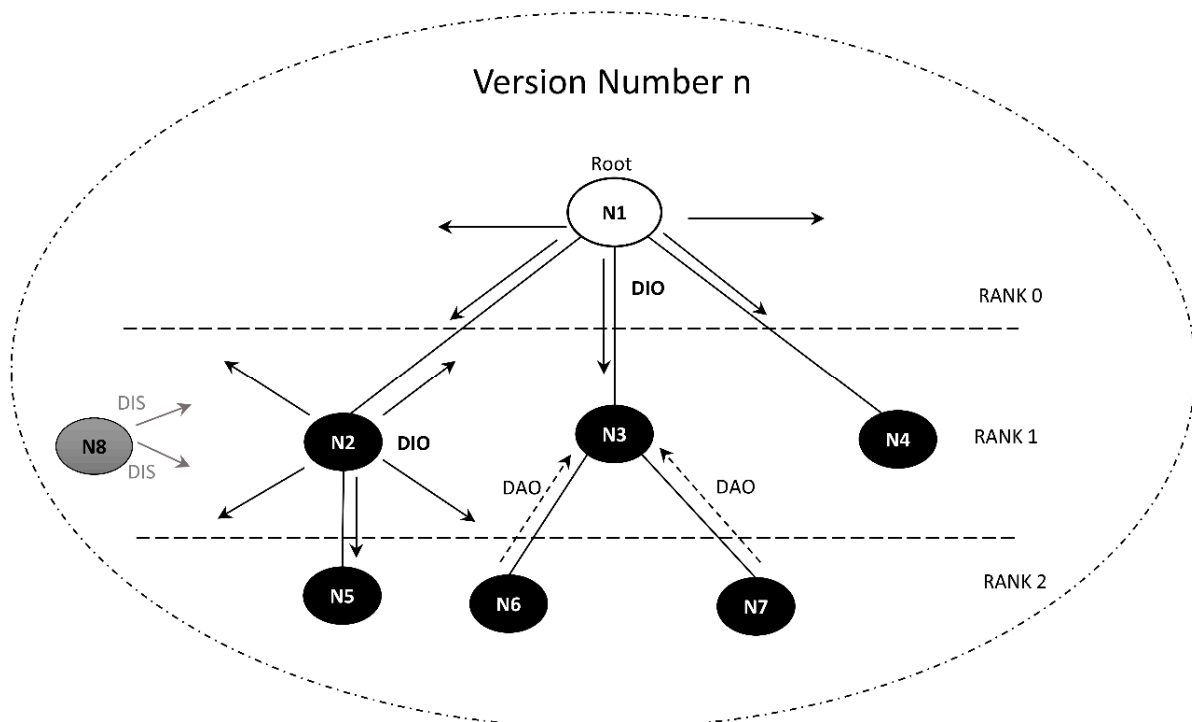 Version Number n
Root
N1
DIO
RANK 0
DIS
N8
DIS
N2
DIO
N3
N4
RANK 1
DAO
DAO
N5
N6
N7
RANK 2